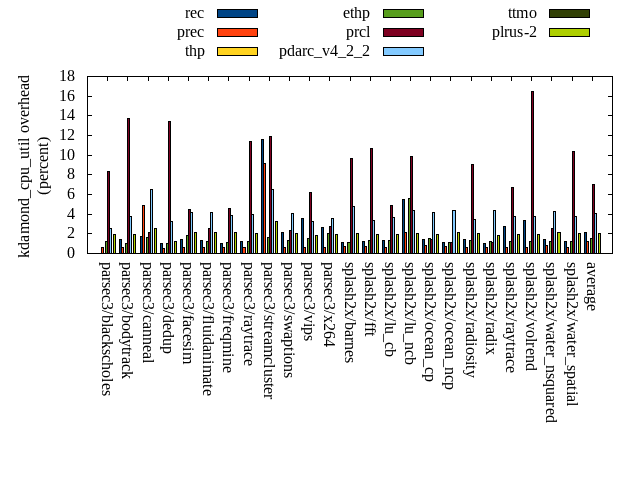 rec
prec
thp
ethp
prcl
pdarc_v4_2_2
ttmo
plrus-2
kdamond_cpu_util overhead
(percent)
18
16
14
12
10
8
6
4
2
0
parsec3/blackscholes
parsec3/bodytrack
parsec3/canneal
parsec3/dedup
parsec3/facesim
parsec3/fluidanimate
parsec3/freqmine
parsec3/raytrace
parsec3/streamcluster
parsec3/swaptions
parsec3/vips
parsec3/x264
splash2x/barnes
splash2x/fft
splash2x/lu_cb
splash2x/lu_ncb
splash2x/ocean_cp
splash2x/ocean_ncp
splash2x/radiosity
splash2x/radix
splash2x/raytrace
splash2x/volrend
splash2x/water_nsquared
splash2x/water_spatial
average